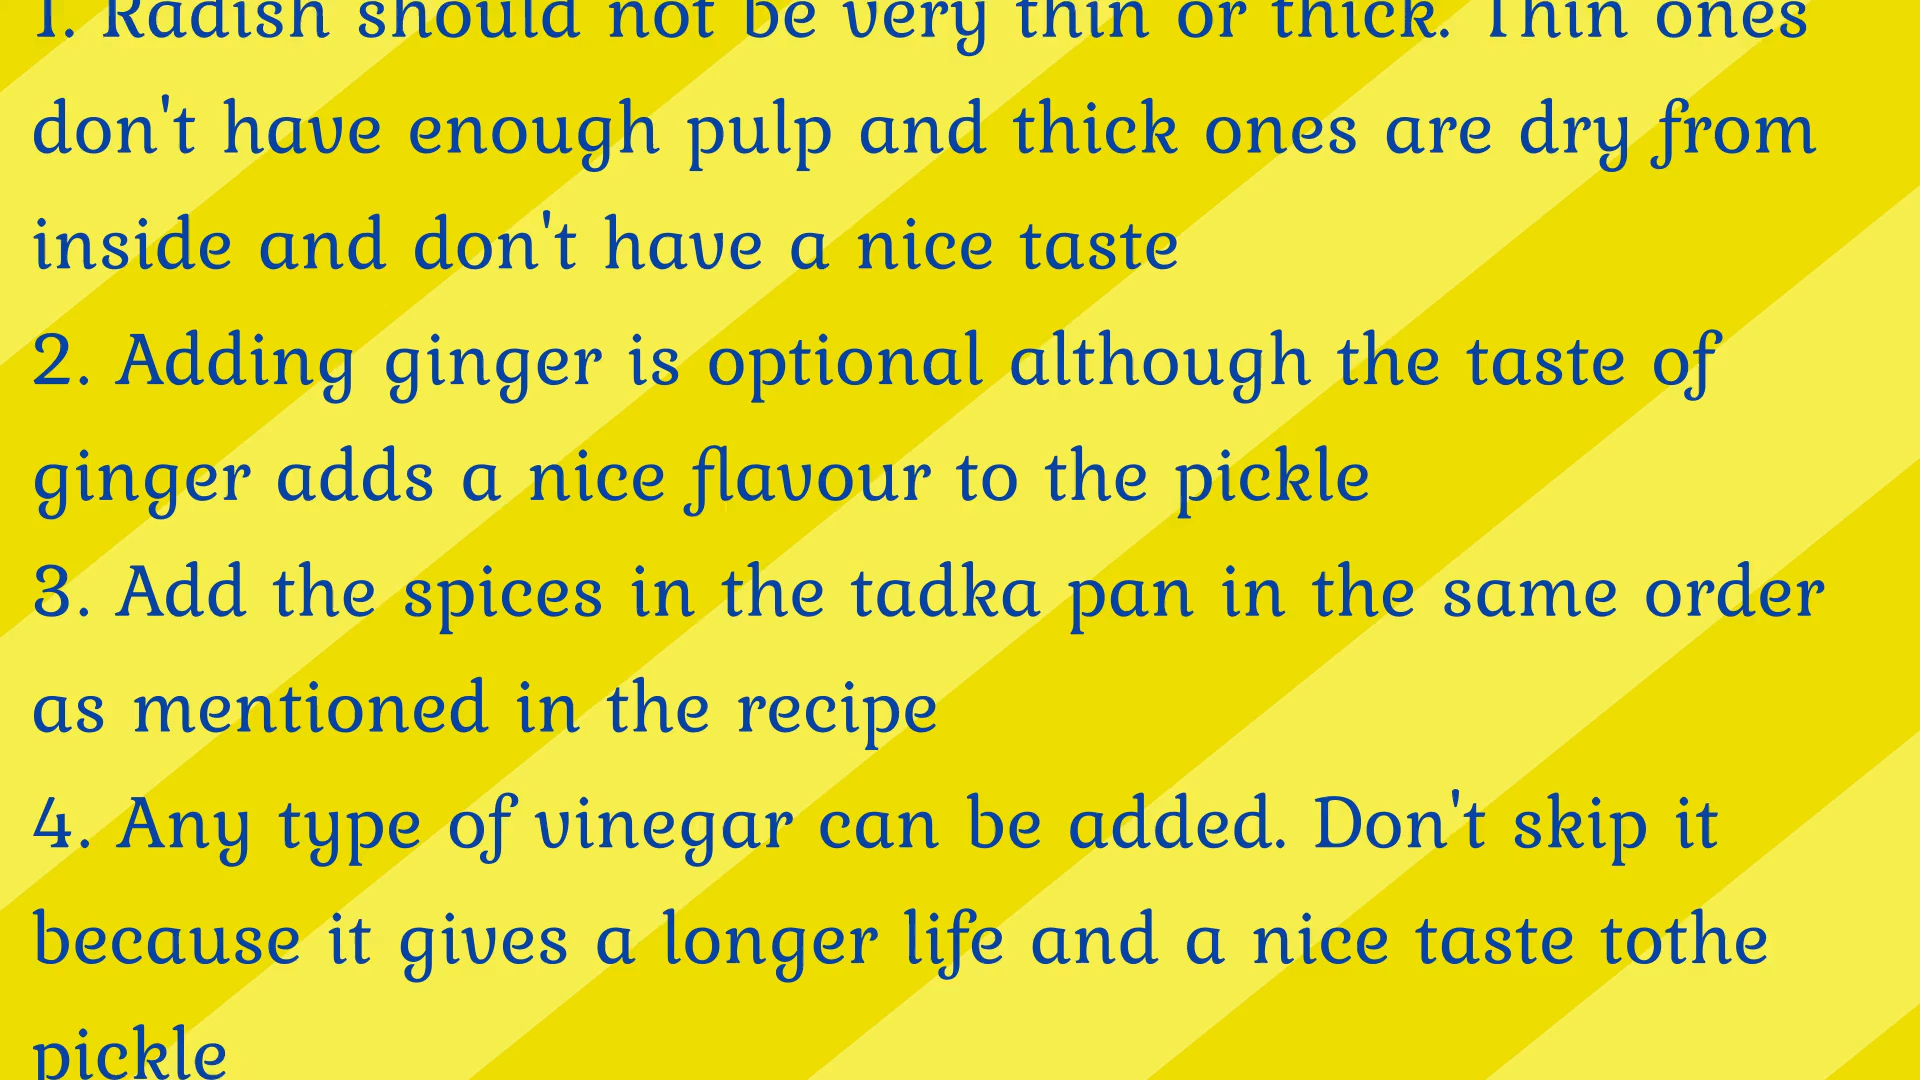 1. Radish should not be very thin or thick. Thin ones
don't have enough pulp and thick ones are dry from
inside and don't have a nice taste
2. Adding ginger is optional although the taste of
ginger adds a nice flavour to the pickle
3. Add the spices in the tadka pan in the same order
as mentioned in the recipe
4. Any type of vinegar can be added. Don't skip it
because it gives a longer life and a nice taste tothe
pickle